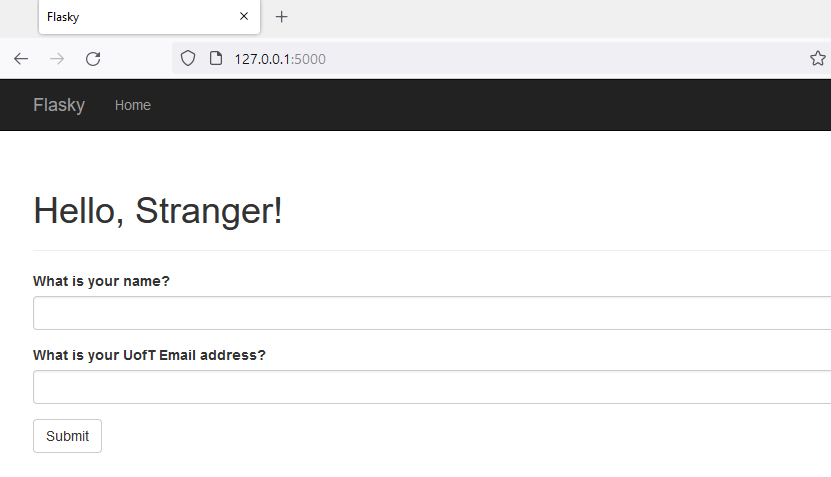 Flasky
127.0.0.1:5000
Flasky Home
Hello, Stranger!
What is your name?
What is your UofT Email address?
Submit